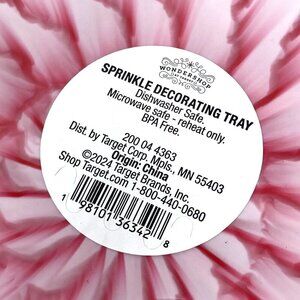 WONDERSHOP
SPRINKLE DECORATING TRAY
Dishwasher Safe.
Microwave safe - reheat only.
BPA Free.
200 04 4363
Dist. by Target Corp. Mpls., MN 55403
Origin: China
©2024 Target Brands, Inc.
Shop Target.com 1-800-440-0680
1 98101 36342 8